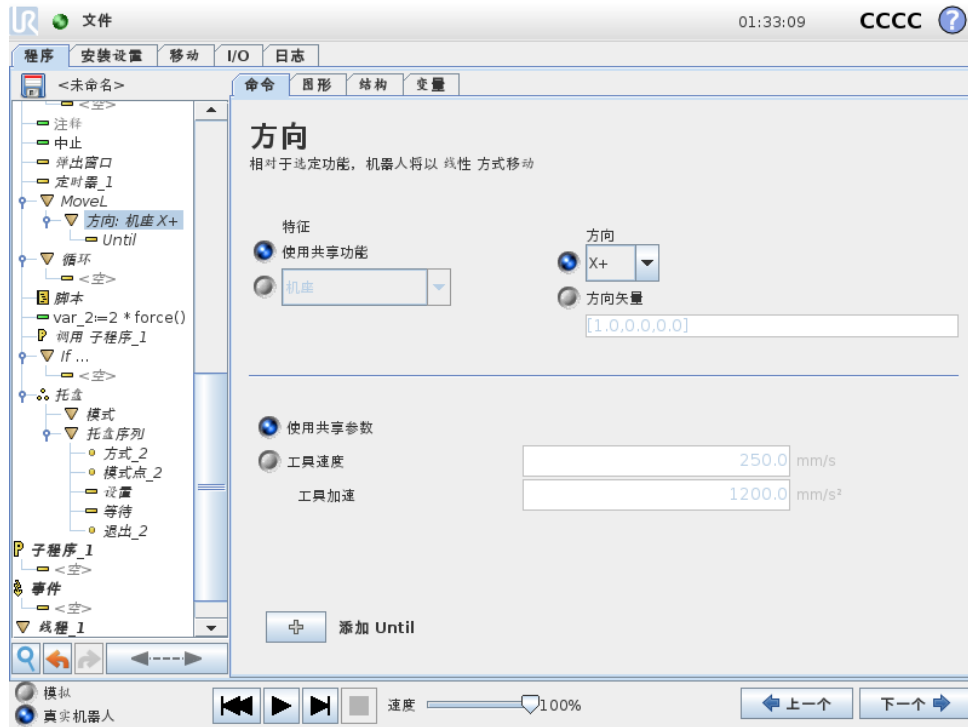 UR 文件 01:33:09 CCCC ?
程序 安装设置 移动 I/O 日志
<未命名> 命令 图形 结构 变量
<空>
注释
中止
弹出窗口
定时器_1
MoveL
方向: 机座 X+
Until
循环
<空>
脚本
var_2:=2 * force()
P 调用 子程序_1
If ...
<空>
托盘
模式
托盘序列
方式_2
模式点_2
设置
等待
退出_2
P 子程序_1
<空>
事件
<空>
线程_1
方向
相对于选定功能，机器人将以 线性 方式移动
特征
使用共享功能
机座
方向
X+
方向矢量
[1.0,0.0,0.0]
使用共享参数
工具速度 250.0 mm/s
工具加速 1200.0 mm/s²
添加 Until
模拟
真实机器人
速度 100%
上一个 下一个